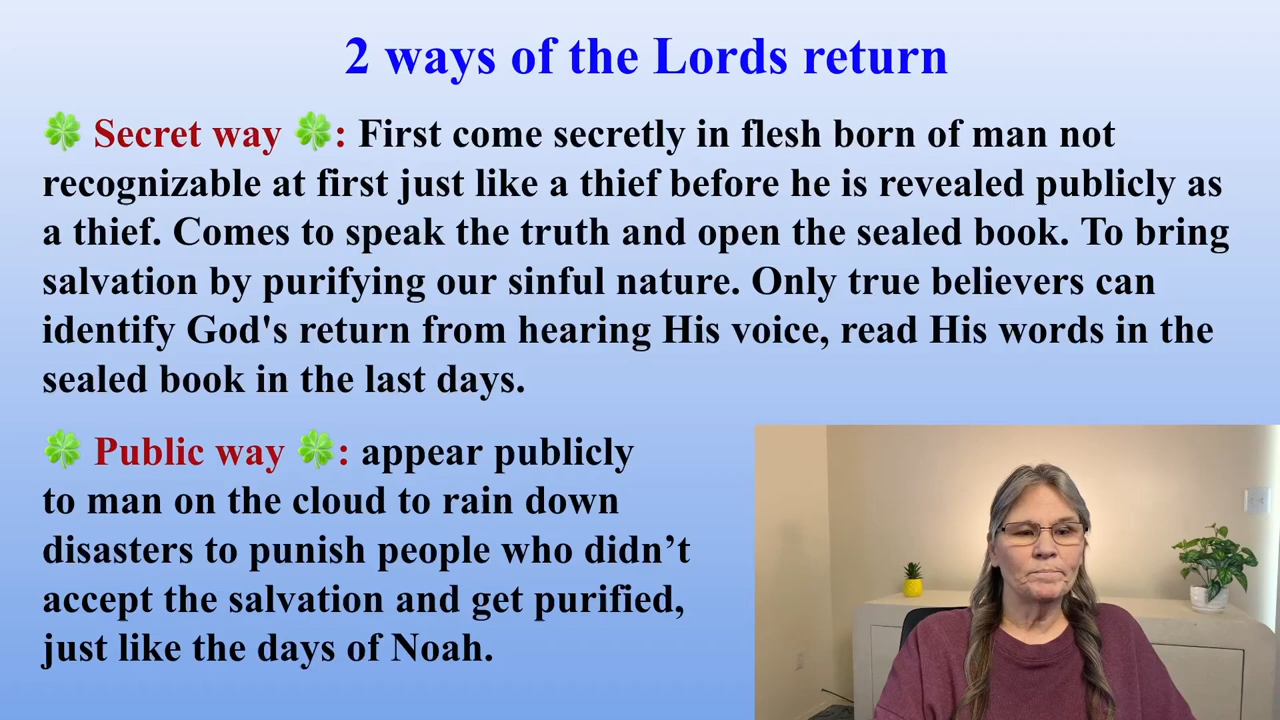 2 ways of the Lords return
🍀 Secret way 🍀: First come secretly in flesh born of man not
recognizable at first just like a thief before he is revealed publicly as
a thief. Comes to speak the truth and open the sealed book. To bring
salvation by purifying our sinful nature. Only true believers can
identify God's return from hearing His voice, read His words in the
sealed book in the last days.
🍀 Public way 🍀: appear publicly
to man on the cloud to rain down
disasters to punish people who didn’t
accept the salvation and get purified,
just like the days of Noah.